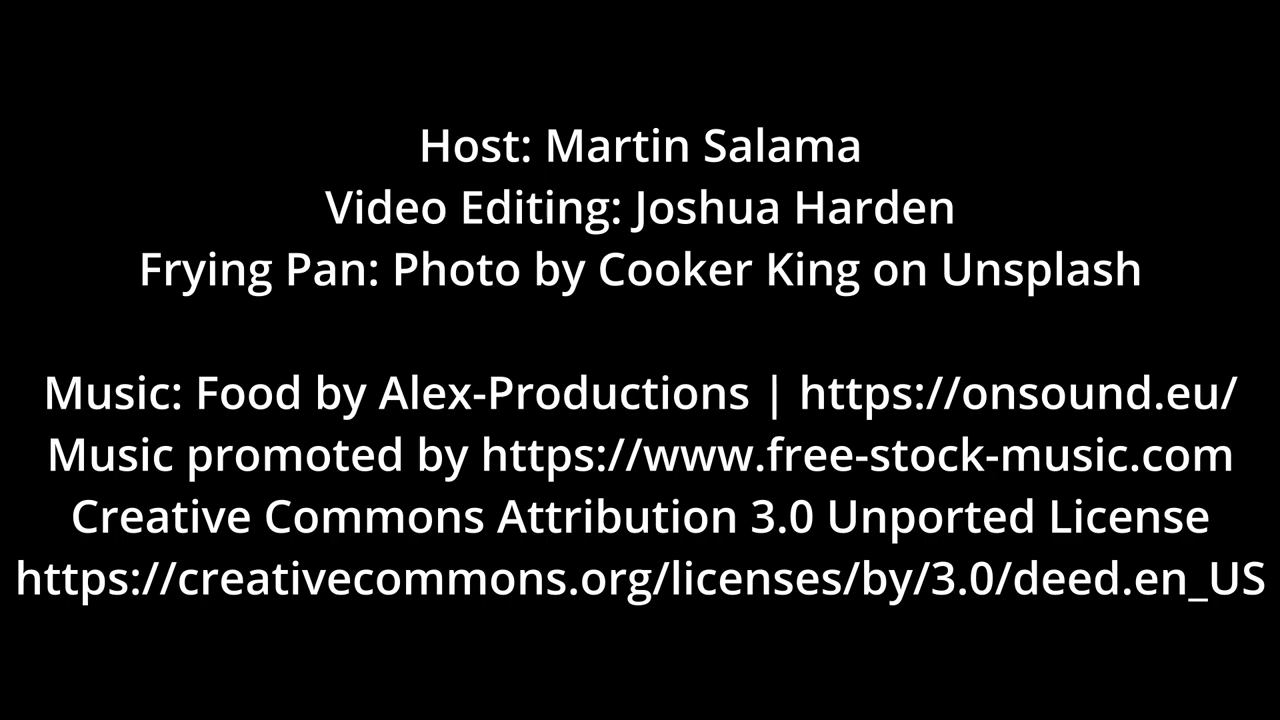 Host: Martin Salama
Video Editing: Joshua Harden
Frying Pan: Photo by Cooker King on Unsplash
Music: Food by Alex-Productions | https://onsound.eu/
Music promoted by https://www.free-stock-music.com
Creative Commons Attribution 3.0 Unported License
https://creativecommons.org/licenses/by/3.0/deed.en_US